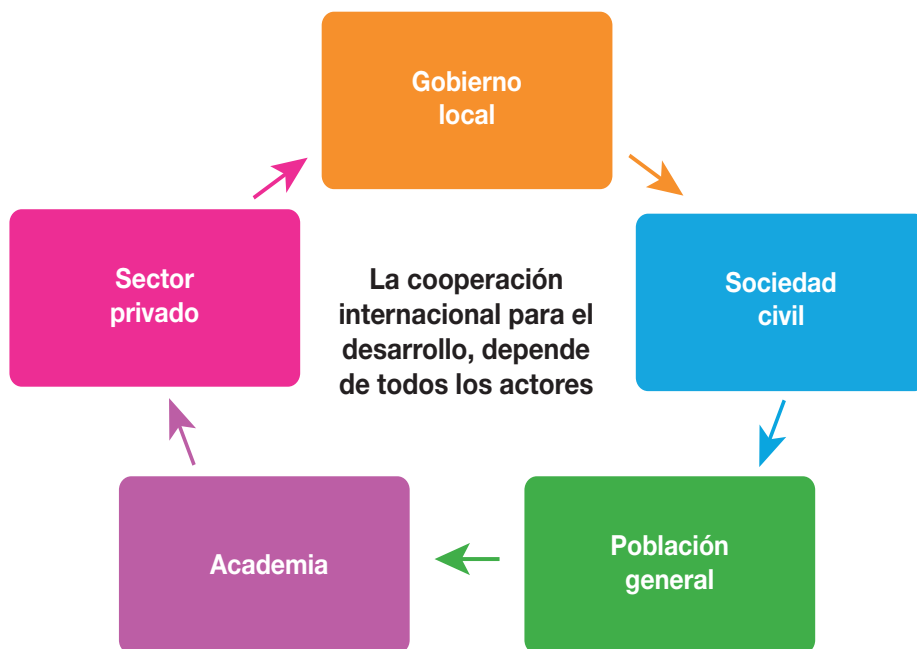 Gobierno
local
Sector
privado
La cooperación
internacional para el
desarrollo, depende
de todos los actores
Sociedad
civil
Academia
Población
general